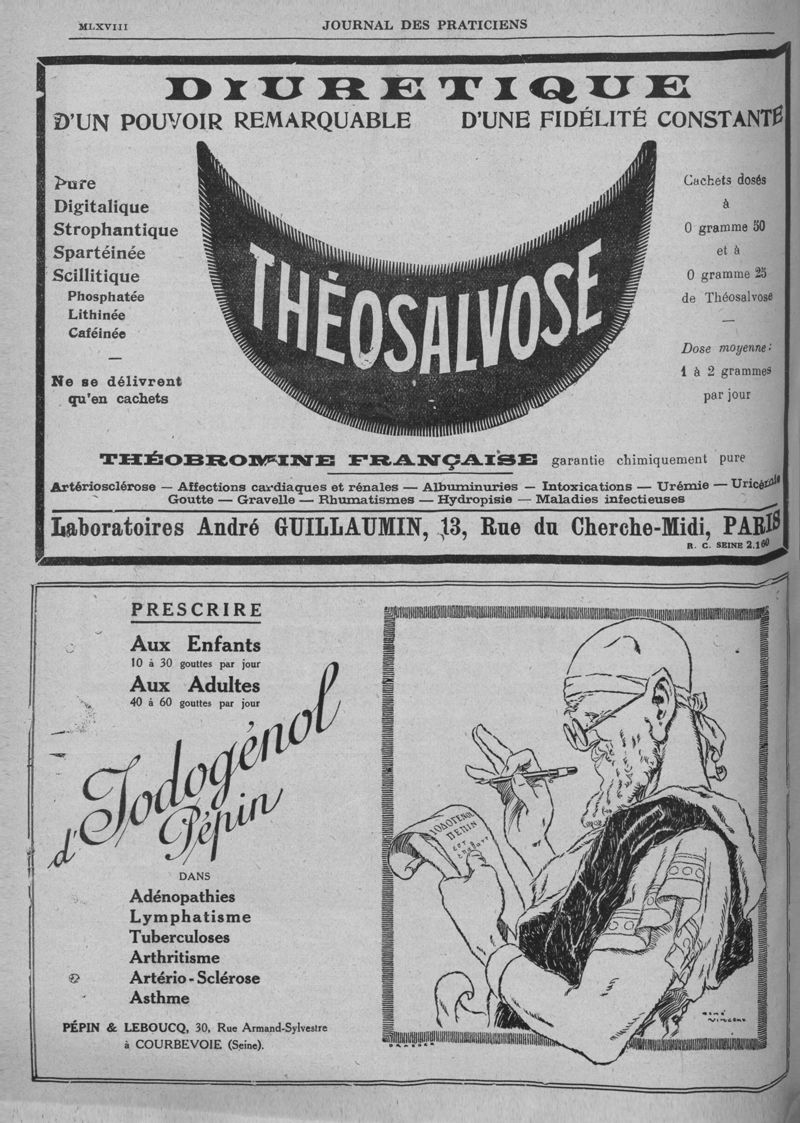 MLXVIII
JOURNAL DES PRATICIENS
DIURETIQUE
D'UN POUVOIR REMARQUABLE D'UNE FIDÉLITÉ CONSTANTE
Pure
Digitalique
Strophantique
Spartéinée
Scillitique
Phosphatée
Lithinée
Caféinée
—
Ne se délivrent
qu'en cachets
THÉOSALVOSE
Cachets dosés
à
0 gramme 50
et à
0 gramme 25
de Théosalvose
—
Dose moyenne:
1 à 2 grammes
par jour
THÉOBROMINE FRANÇAISE garantie chimiquement pure
Artériosclérose — Affections cardiaques et rénales — Albuminuries — Intoxications — Urémie — Uricémie
Goutte — Gravelle — Rhumatismes — Hydropisie — Maladies infectieuses
Laboratoires André GUILLAUMIN, 13, Rue du Cherche-Midi, PARIS
R. C. SEINE 2.160
PRESCRIRE
Aux Enfants
10 à 30 gouttes par jour
Aux Adultes
40 à 60 gouttes par jour
d'Iodogénol
Pépin
DANS
Adénopathies
Lymphatisme
Tuberculoses
Arthritisme
Artério-Sclérose
Asthme
PÉPIN & LEBOUCQ, 30, Rue Armand-Sylvestre
à COURBEVOIE (Seine).
DRAEGER
RENÉ
VINCENT